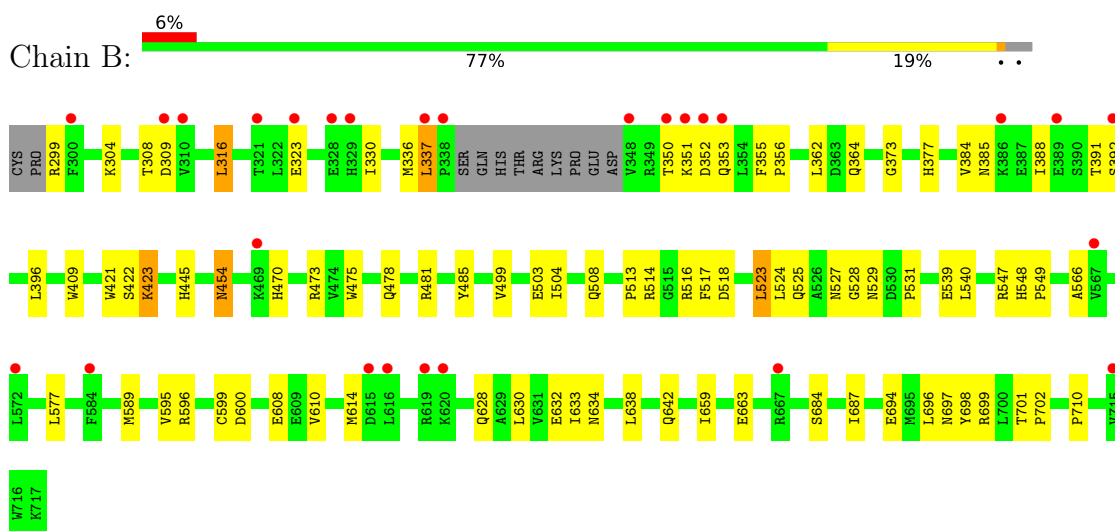 6%
Chain B:
77% 19% • •
CYS PRO R299 F300 K304 T308 D309 V310 L316 T321 L322 E323 E328 H329 I330 M336 L337 P338 SER GLN HIS THR ARG LYS PRO GLU ASP V348 R349 T350 K351 D352 Q353 L354 F355 P356 L362 D363 Q364 G373 H377 V384 N385 K386 E387 I388 E389 S390 T391 S392
L396 W409 W421 S422 K423 H445 N454 K469 H470 R473 V474 W475 Q478 R481 Y485 V499 E503 I504 Q508 P513 R514 G515 R516 F517 D518 L523 L524 Q525 A526 N527 G528 N529 D530 P531 E539 L540 R547 H548 P549 A566 V567
L572 L577 F584 M589 V595 R596 C599 D600 E608 E609 V610 M614 D615 L616 R619 K620 Q628 A629 L630 V631 E632 I633 N634 L638 Q642 I659 E663 R667 S684 I687 E694 M695 L696 N697 Y698 R699 L700 T701 P702 P710 V715
W716 K717